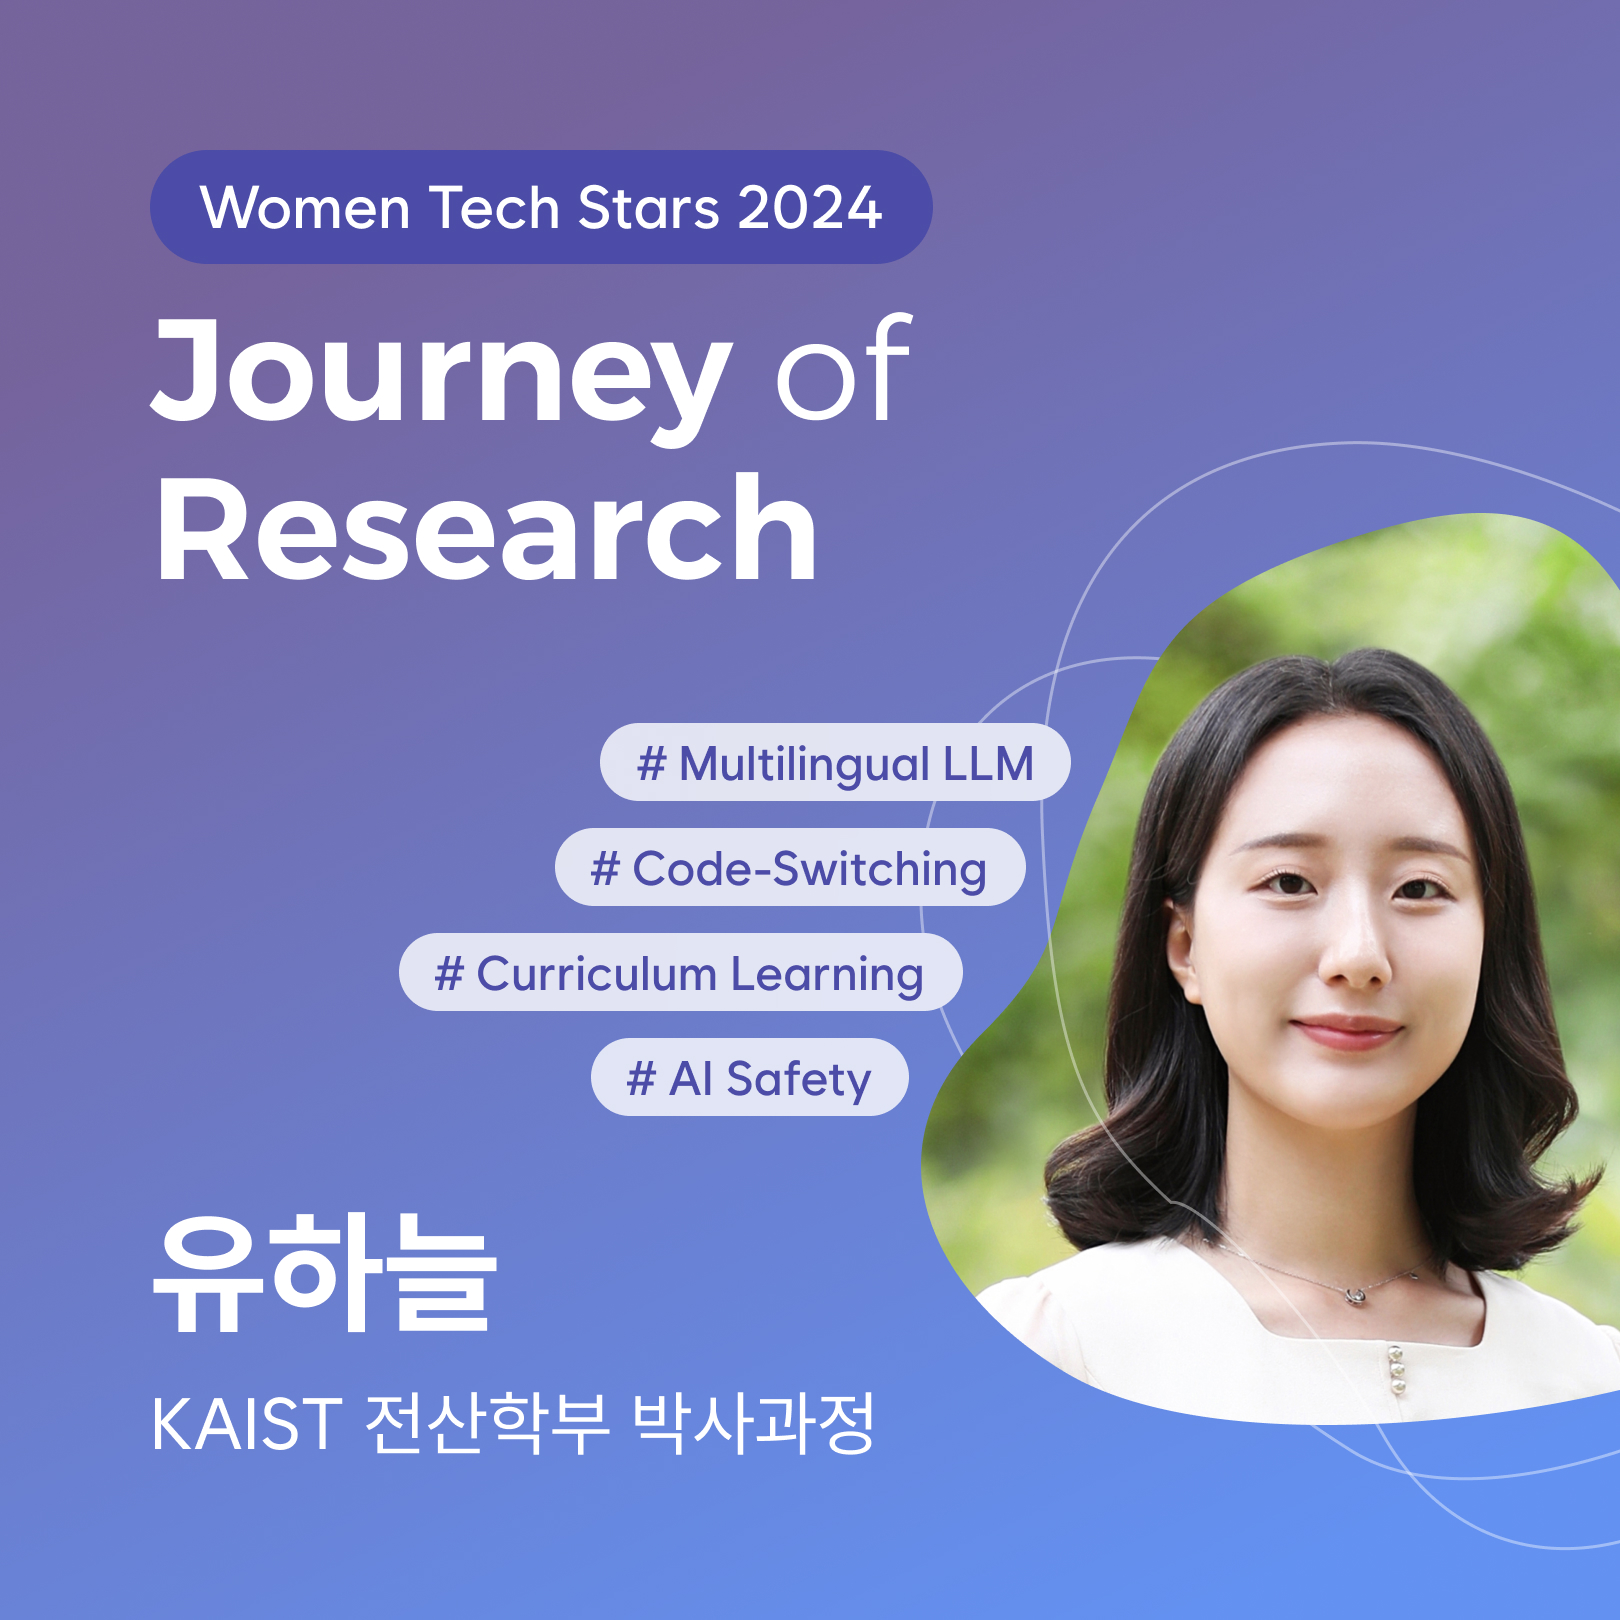 Women Tech Stars 2024
Journey of
Research
# Multilingual LLM
# Code-Switching
# Curriculum Learning
# AI Safety
유하늘
KAIST 전산학부 박사과정